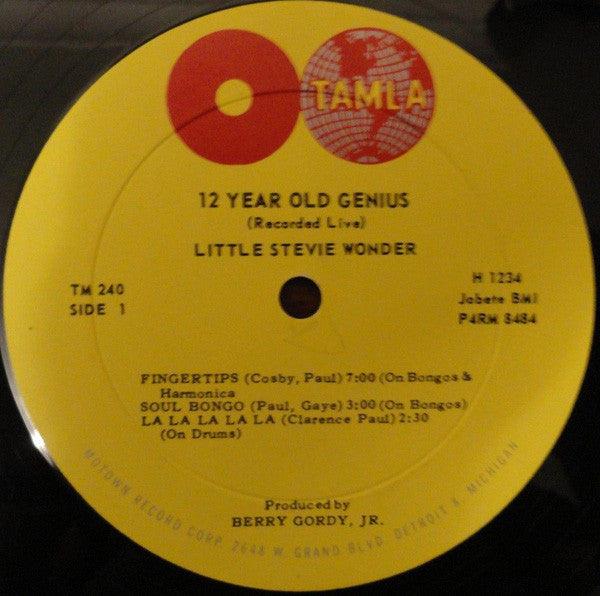 TAMLA
12 YEAR OLD GENIUS
(Recorded Live)
LITTLE STEVIE WONDER
TM 240
SIDE 1
H 1234
Jobete BMI
P4RM 8484
FINGERTIPS (Cosby, Paul) 7:00 (On Bongos &
Harmonica
SOUL BONGO (Paul, Gaye) 3:00 (On Bongos)
LA LA LA LA LA (Clarence Paul) 2:30
(On Drums)
Produced by
BERRY GORDY, JR.
MOTOWN RECORD CORP. 2648 W. GRAND BLVD. DETROIT 8, MICHIGAN